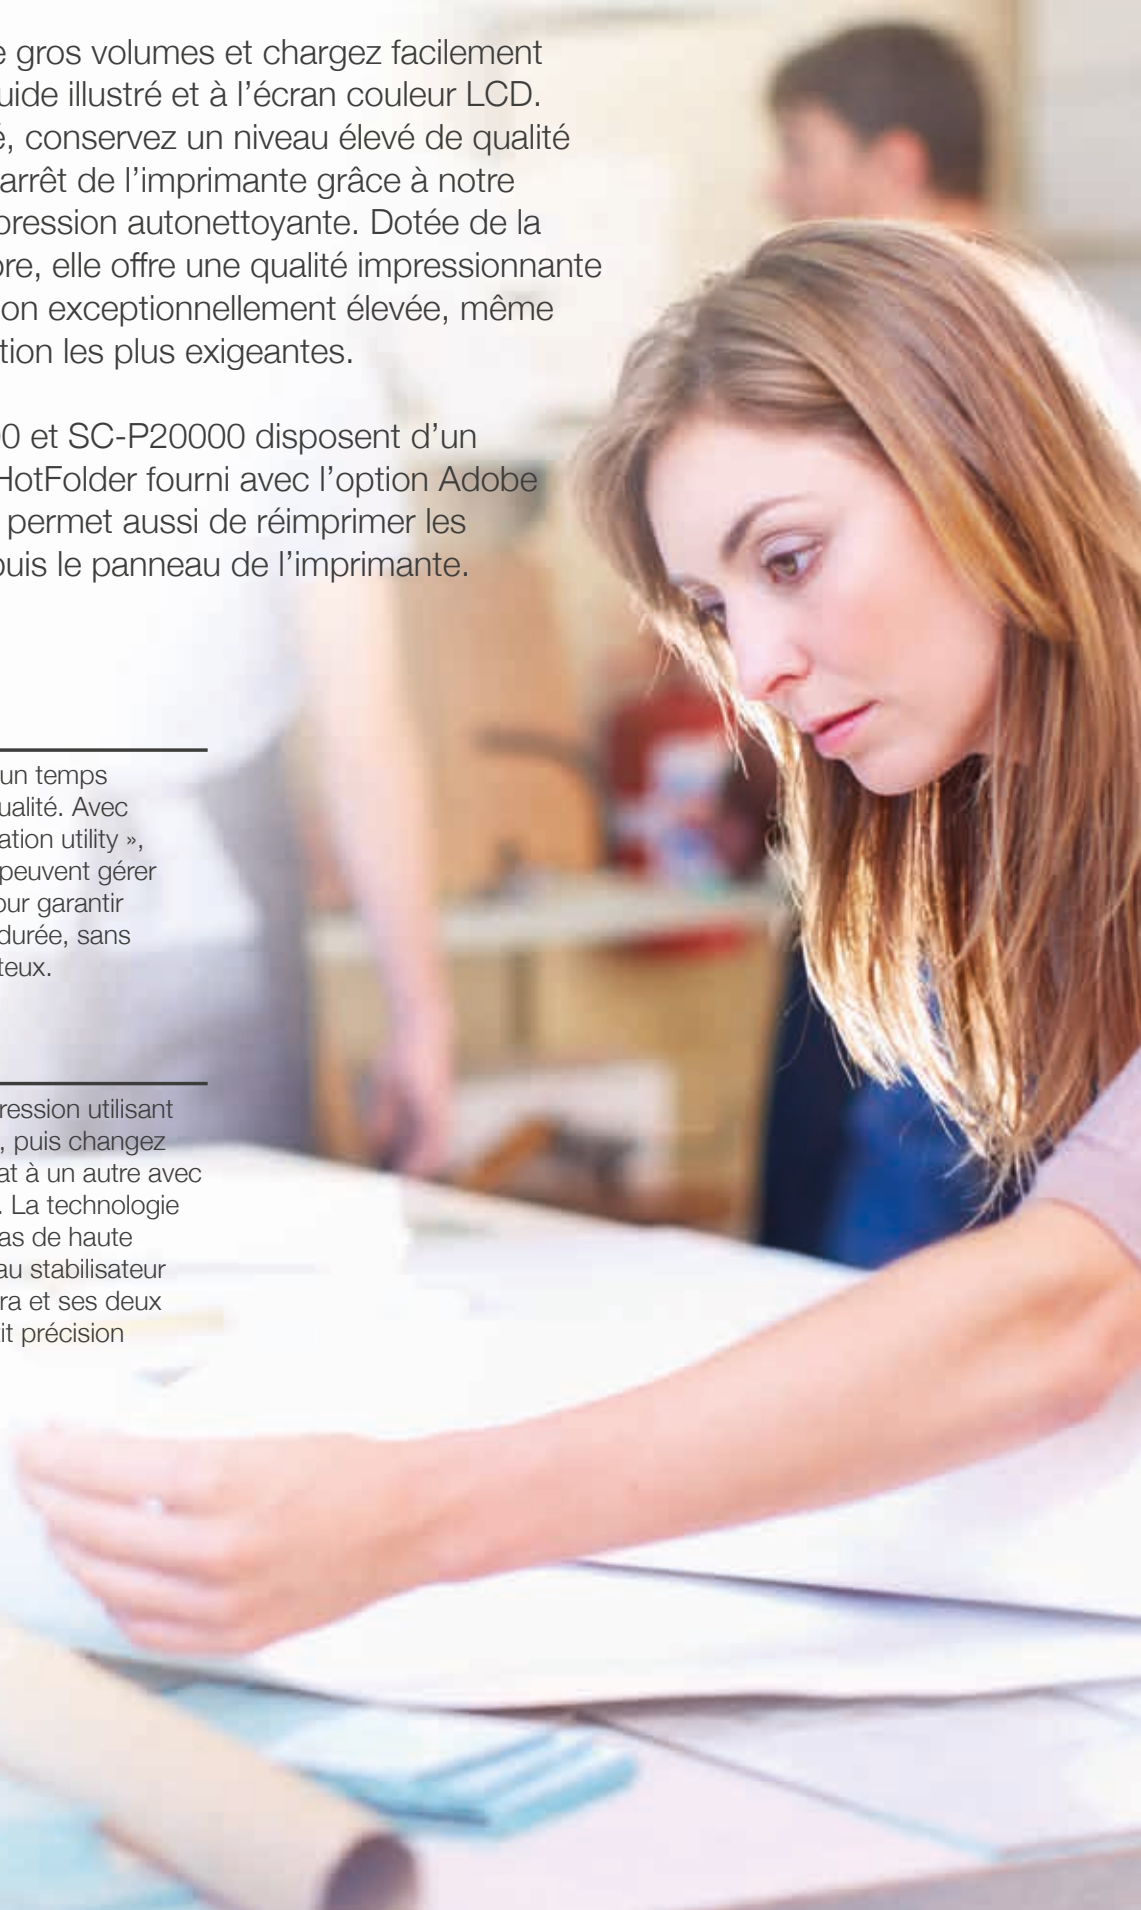 e gros volumes et chargez facilement
uide illustré et à l'écran couleur LCD.
é, conservez un niveau élevé de qualité
arrêt de l'imprimante grâce à notre
pression autonettoyante. Dotée de la
ore, elle offre une qualité impressionnante
on exceptionnellement élevée, même
tion les plus exigeantes.
00 et SC-P20000 disposent d'un
HotFolder fourni avec l'option Adobe
permet aussi de réimprimer les
puis le panneau de l'imprimante.
un temps
ualité. Avec
ation utility »,
peuvent gérer
our garantir
durée, sans
teux.
ression utilisant
, puis changez
at à un autre avec
. La technologie
as de haute
au stabilisateur
ra et ses deux
it précision